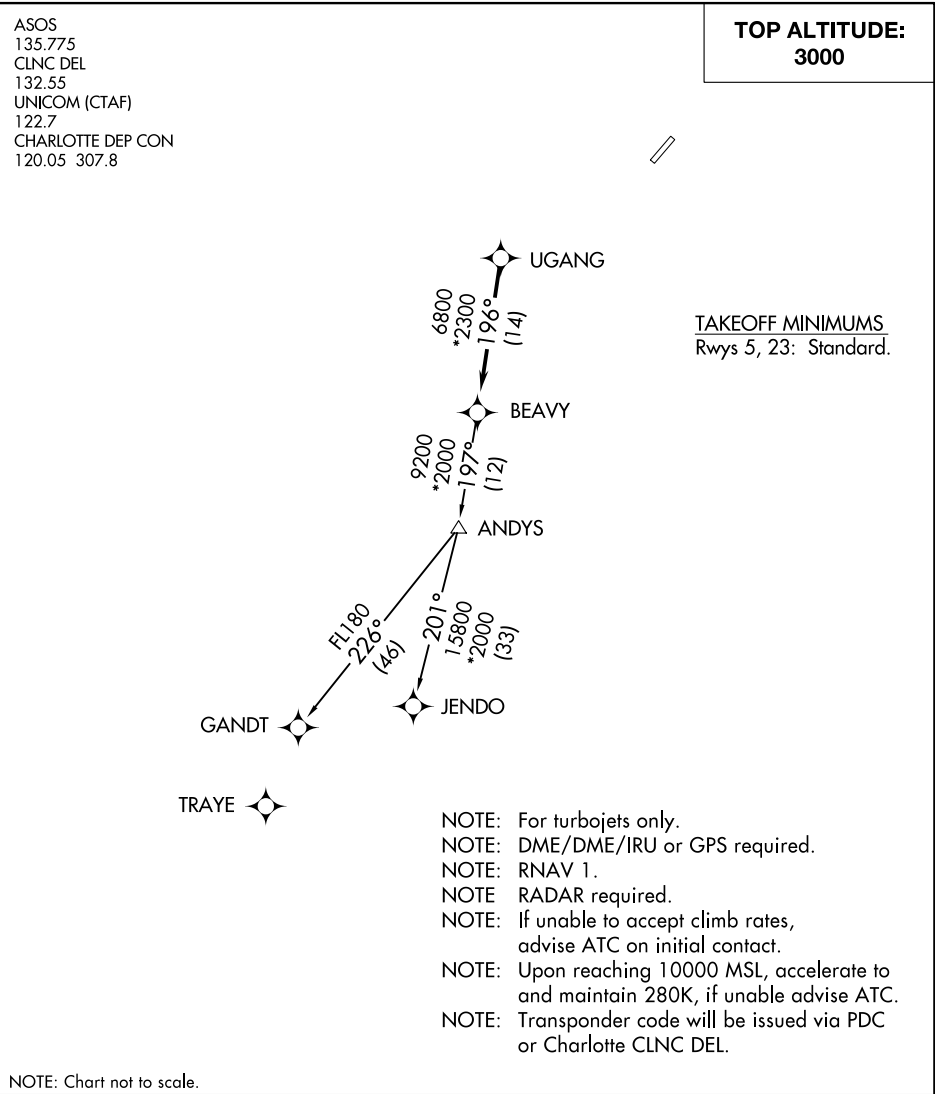 ASOS
135.775
CLNC DEL
132.55
UNICOM (CTAF)
122.7
CHARLOTTE DEP CON
120.05 307.8
TOP ALTITUDE:
3000
UGANG
6800
*2300
196°
(14)
TAKEOFF MINIMUMS
Rwys 5, 23: Standard.
BEAVY
9200
*2000
197°
(12)
ANDYS
FL180
226°
(46)
201°
15800
*2000
(33)
JENDO
GANDT
TRAYE
NOTE: For turbojets only.
NOTE: DME/DME/IRU or GPS required.
NOTE: RNAV 1.
NOTE RADAR required.
NOTE: If unable to accept climb rates,
advise ATC on initial contact.
NOTE: Upon reaching 10000 MSL, accelerate to
and maintain 280K, if unable advise ATC.
NOTE: Transponder code will be issued via PDC
or Charlotte CLNC DEL.
NOTE: Chart not to scale.